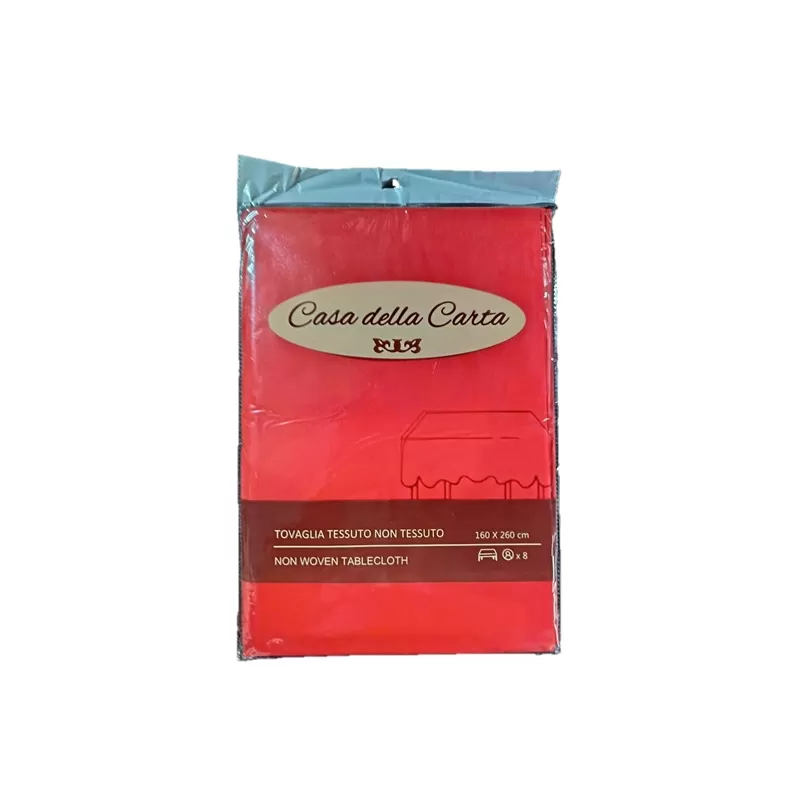 Casa della Carta
TOVAGLIA TESSUTO NON TESSUTO
160 X 260 cm
NON WOVEN TABLECLOTH
x 8